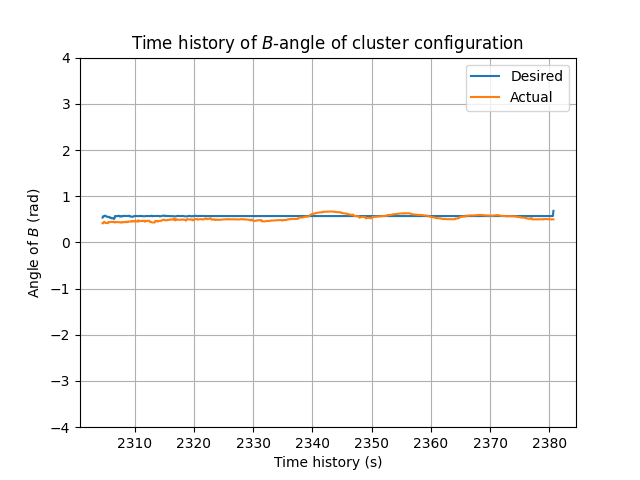 Time history of B-angle of cluster configuration
Desired
Actual
4
3
2
1
0
−1
−2
−3
−4
Angle of B (rad)
2310 2320 2330 2340 2350 2360 2370 2380
Time history (s)